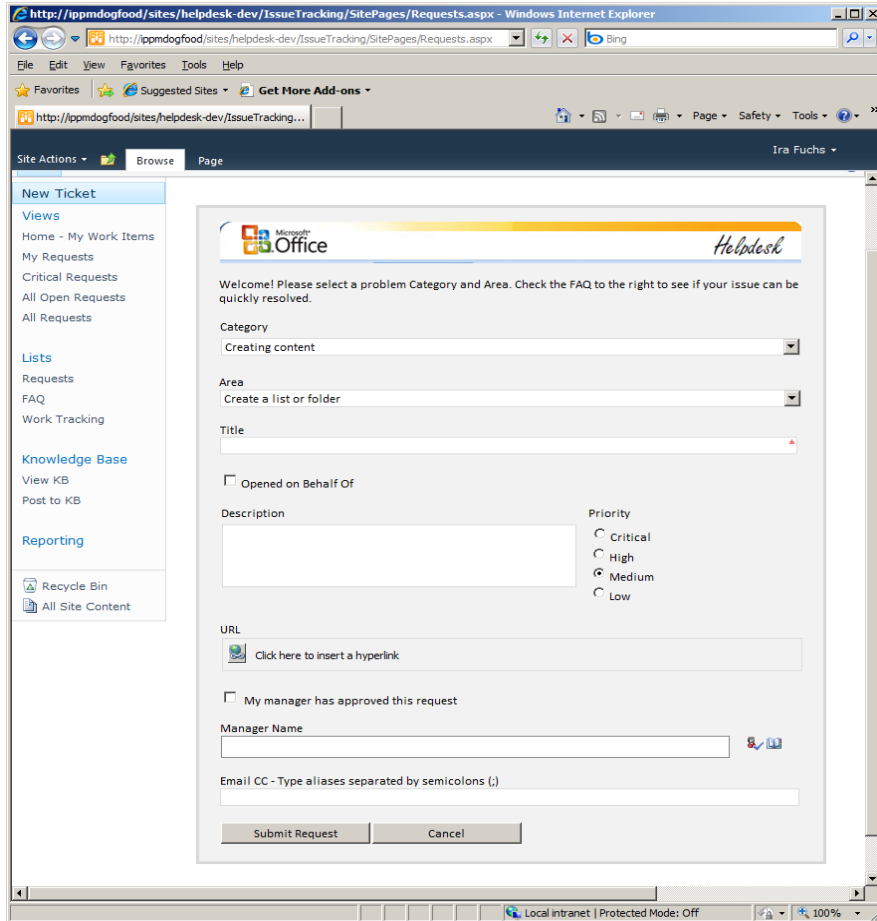 http://ippmdogfood/sites/helpdesk-dev/IssueTracking/SitePages/Requests.aspx - Windows Internet Explorer
http://ippmdogfood/sites/helpdesk-dev/IssueTracking/SitePages/Requests.aspx
Bing
File Edit View Favorites Tools Help
Favorites Suggested Sites Get More Add-ons
http://ippmdogfood/sites/helpdesk-dev/IssueTracking...
Page Safety Tools
Site Actions Browse Page Ira Fuchs
New Ticket
Views
Home - My Work Items
My Requests
Critical Requests
All Open Requests
All Requests
Lists
Requests
FAQ
Work Tracking
Knowledge Base
View KB
Post to KB
Reporting
Recycle Bin
All Site Content
Microsoft
Office
Helpdesk
Welcome! Please select a problem Category and Area. Check the FAQ to the right to see if your issue can be
quickly resolved.
Category
Creating content
Area
Create a list or folder
Title
*
Opened on Behalf Of
Description
Priority
Critical
High
Medium
Low
URL
Click here to insert a hyperlink
My manager has approved this request
Manager Name
Email CC - Type aliases separated by semicolons (;)
Submit Request Cancel
Local intranet | Protected Mode: Off 100%